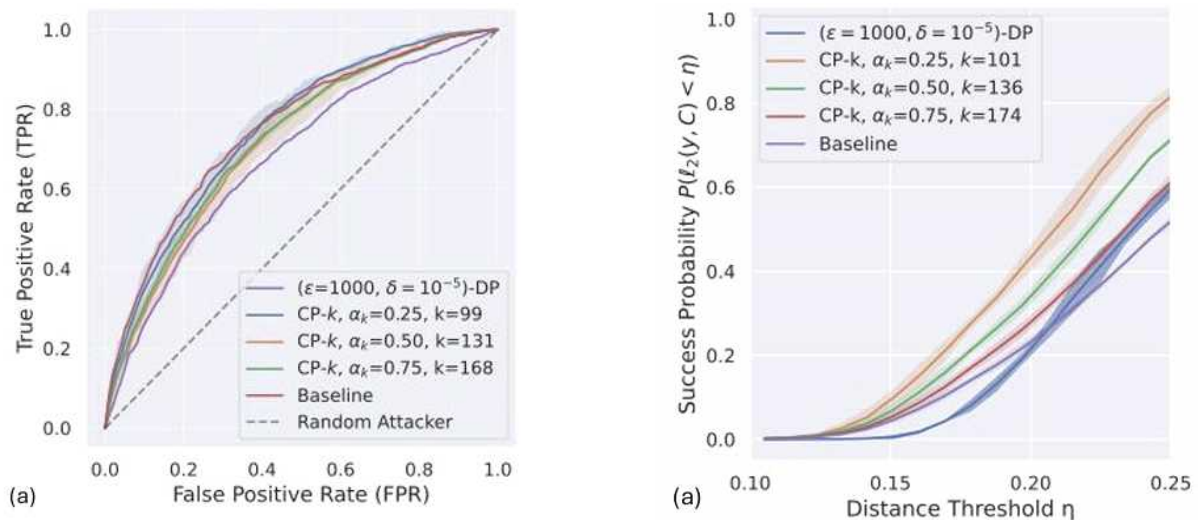 1.0
0.8
0.6
0.4
0.2
0.0
True Positive Rate (TPR)
(ε=1000, δ = 10⁻⁵)-DP
CP-k, αₖ=0.25, k=99
CP-k, αₖ=0.50, k=131
CP-k, αₖ=0.75, k=168
Baseline
Random Attacker
0.0 0.2 0.4 0.6 0.8 1.0
False Positive Rate (FPR)
(a)
1.0
0.8
0.6
0.4
0.2
0.0
Success Probability P(ℓ₂(y, C) < η)
(ε = 1000, δ = 10⁻⁵)-DP
CP-k, αₖ=0.25, k=101
CP-k, αₖ=0.50, k=136
CP-k, αₖ=0.75, k=174
Baseline
0.10 0.15 0.20 0.25
Distance Threshold η
(a)